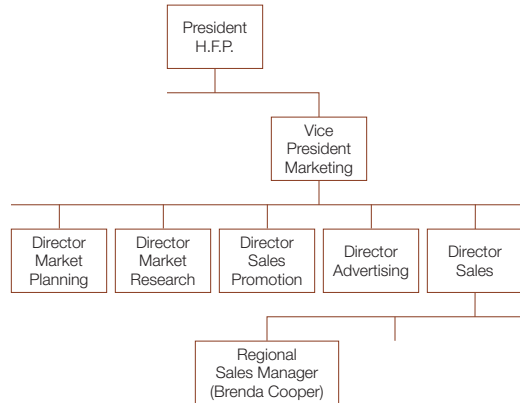 President
H.F.P.
Vice
President
Marketing
Director
Market
Planning
Director
Market
Research
Director
Sales
Promotion
Director
Advertising
Director
Sales
Regional
Sales Manager
(Brenda Cooper)